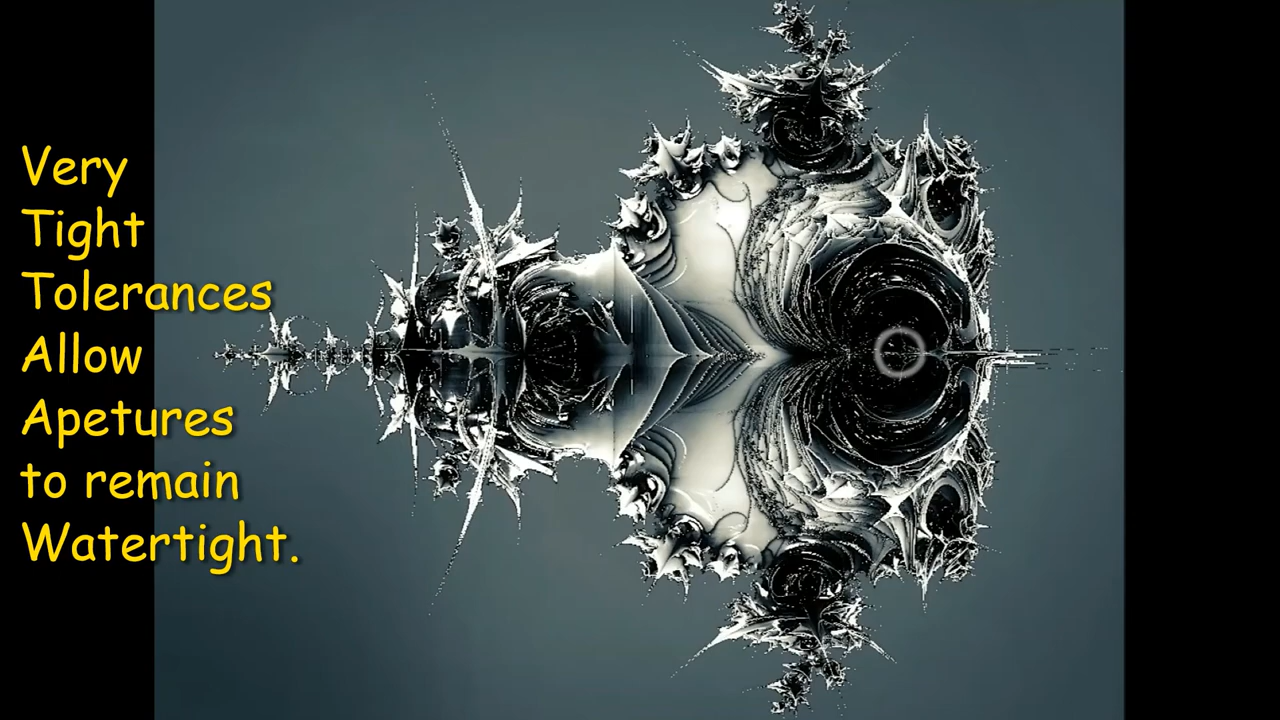 Very
Tight
Tolerances
Allow
Apetures
to remain
Watertight.